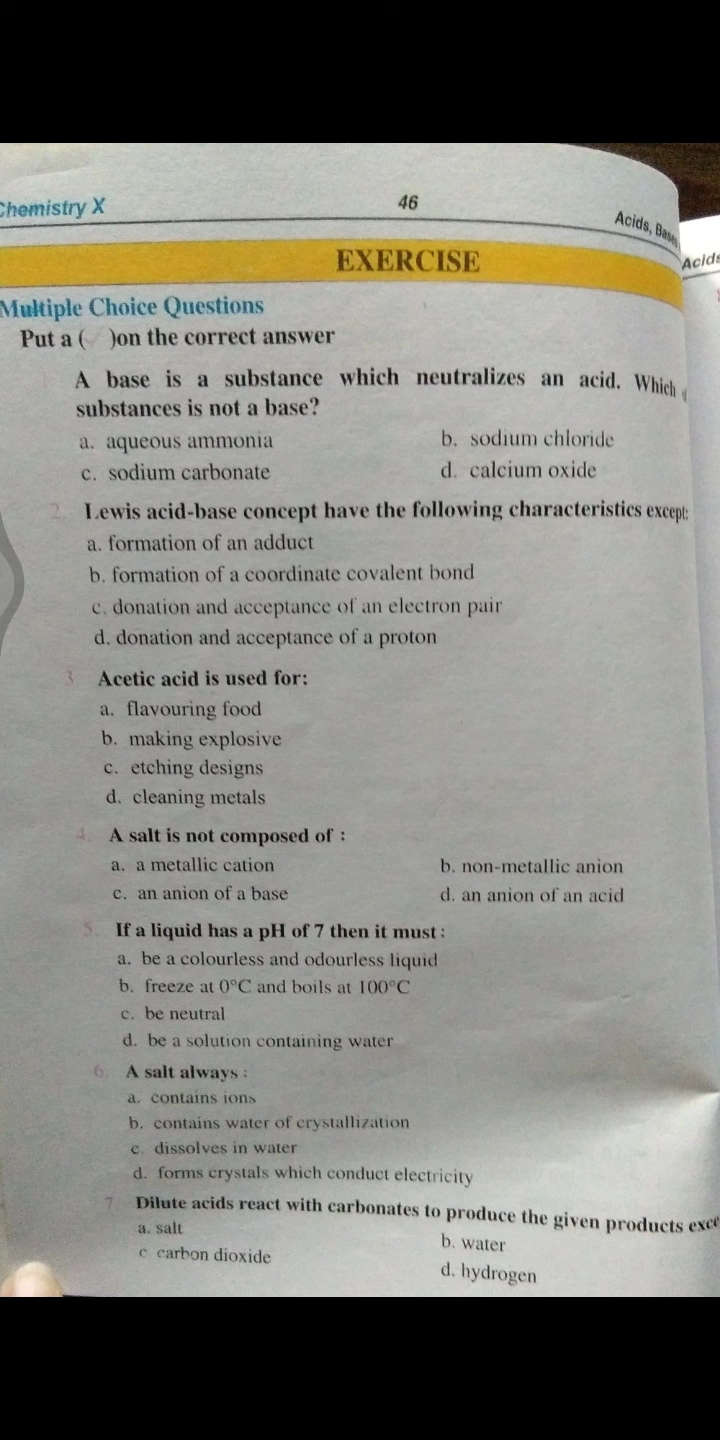 Chemistry X 46 Acids, Bases
Acids
EXERCISE
Multiple Choice Questions
Put a ( )on the correct answer
A base is a substance which neutralizes an acid. Which
substances is not a base?
a. aqueous ammonia b. sodium chloride
c. sodium carbonate d. calcium oxide
2. Lewis acid-base concept have the following characteristics except:
a. formation of an adduct
b. formation of a coordinate covalent bond
c. donation and acceptance of an electron pair
d. donation and acceptance of a proton
3. Acetic acid is used for:
a. flavouring food
b. making explosive
c. etching designs
d. cleaning metals
4. A salt is not composed of :
a. a metallic cation b. non-metallic anion
c. an anion of a base d. an anion of an acid
5. If a liquid has a pH of 7 then it must :
a. be a colourless and odourless liquid
b. freeze at 0°C and boils at 100°C
c. be neutral
d. be a solution containing water
6. A salt always :
a. contains ions
b. contains water of crystallization
c. dissolves in water
d. forms crystals which conduct electricity
7 Dilute acids react with carbonates to produce the given products exce
a. salt b. water
c carbon dioxide d. hydrogen